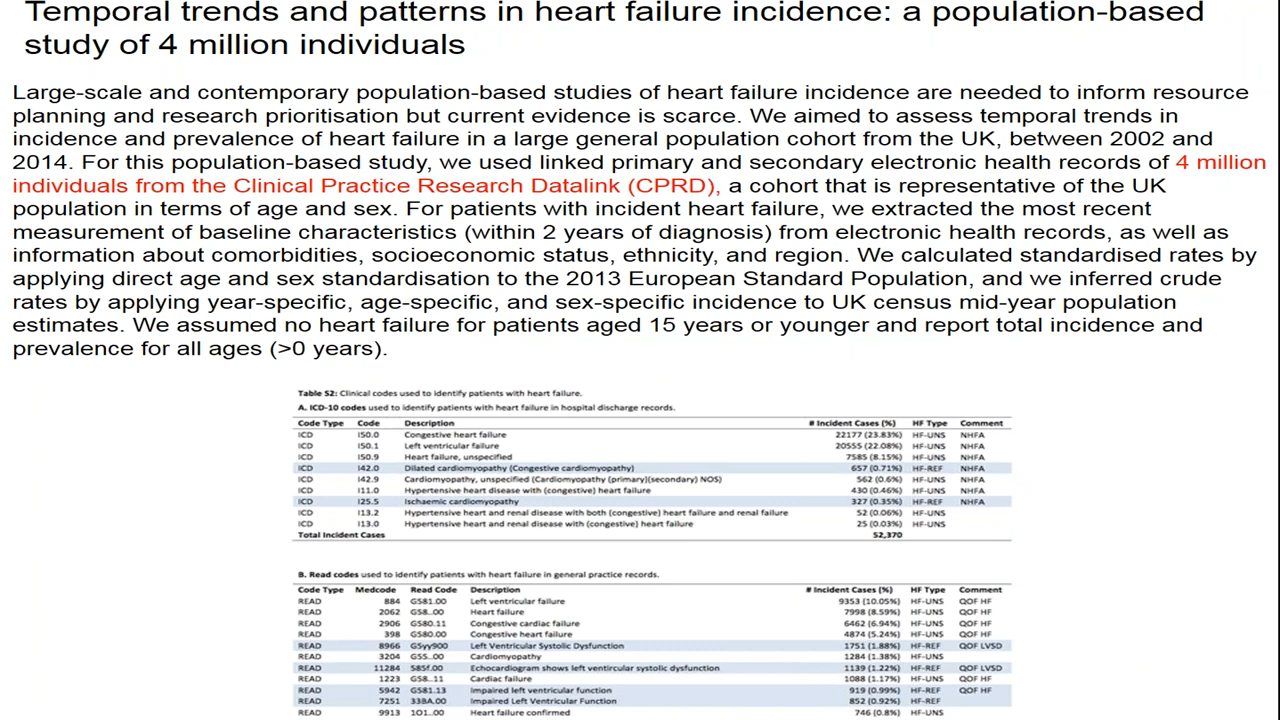 Temporal trends and patterns in heart failure incidence: a population-based
study of 4 million individuals
Large-scale and contemporary population-based studies of heart failure incidence are needed to inform resource
planning and research prioritisation but current evidence is scarce. We aimed to assess temporal trends in
incidence and prevalence of heart failure in a large general population cohort from the UK, between 2002 and
2014. For this population-based study, we used linked primary and secondary electronic health records of 4 million
individuals from the Clinical Practice Research Datalink (CPRD), a cohort that is representative of the UK
population in terms of age and sex. For patients with incident heart failure, we extracted the most recent
measurement of baseline characteristics (within 2 years of diagnosis) from electronic health records, as well as
information about comorbidities, socioeconomic status, ethnicity, and region. We calculated standardised rates by
applying direct age and sex standardisation to the 2013 European Standard Population, and we inferred crude
rates by applying year-specific, age-specific, and sex-specific incidence to UK census mid-year population
estimates. We assumed no heart failure for patients aged 15 years or younger and report total incidence and
prevalence for all ages (>0 years).
Table S2: Clinical codes used to identify patients with heart failure.
A. ICD-10 codes used to identify patients with heart failure in hospital discharge records.
Code Type Code Description # Incident Cases (%) HF Type Comment
ICD I50.0 Congestive heart failure 22177 (23.83%) HF-UNS NHFA
ICD I50.1 Left ventricular failure 20555 (22.08%) HF-UNS NHFA
ICD I50.9 Heart failure, unspecified 7585 (8.15%) HF-UNS NHFA
ICD I42.0 Dilated cardiomyopathy (Congestive cardiomyopathy) 657 (0.71%) HF-REF NHFA
ICD I42.9 Cardiomyopathy, unspecified (Cardiomyopathy (primary)(secondary) NOS) 562 (0.6%) HF-UNS NHFA
ICD I11.0 Hypertensive heart disease with (congestive) heart failure 430 (0.46%) HF-UNS NHFA
ICD I25.5 Ischaemic cardiomyopathy 327 (0.35%) HF-REF NHFA
ICD I13.2 Hypertensive heart and renal disease with both (congestive) heart failure and renal failure 52 (0.06%) HF-UNS
ICD I13.0 Hypertensive heart and renal disease with (congestive) heart failure 25 (0.03%) HF-UNS
Total Incident Cases 52,370
B. Read codes used to identify patients with heart failure in general practice records.
Code Type Medcode Read Code Description # Incident Cases (%) HF Type Comment
READ 884 G581.00 Left ventricular failure 9353 (10.05%) HF-UNS QOF HF
READ 2062 G58..00 Heart failure 7998 (8.59%) HF-UNS QOF HF
READ 2906 G580.11 Congestive cardiac failure 6462 (6.94%) HF-UNS QOF HF
READ 398 G580.00 Congestive heart failure 4874 (5.24%) HF-UNS QOF HF
READ 8966 G5yy900 Left Ventricular Systolic Dysfunction 1751 (1.88%) HF-REF QOF LVSD
READ 3204 G55..00 Cardiomyopathy 1284 (1.38%) HF-UNS
READ 11284 585f.00 Echocardiogram shows left ventircular systolic dysfunction 1139 (1.22%) HF-REF QOF LVSD
READ 1223 G58..11 Cardiac failure 1088 (1.17%) HF-UNS QOF HF
READ 5942 G581.13 Impaired left ventricular function 919 (0.99%) HF-REF QOF HF
READ 7251 33BA.00 Impaired Left Ventricular Function 852 (0.92%) HF-REF
READ 9913 1O1..00 Heart failure confirmed 746 (0.8%) HF-UNS